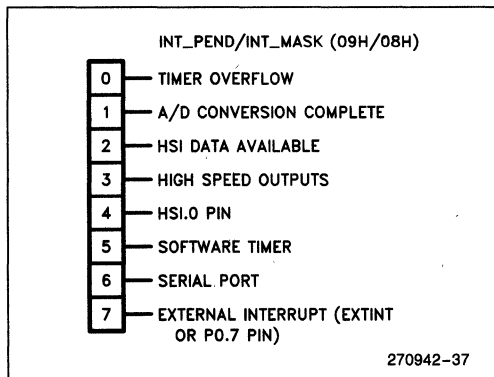 INT_PEND/INT_MASK (09H/08H)
0 TIMER OVERFLOW
1 A/D CONVERSION COMPLETE
2 HSI DATA AVAILABLE
3 HIGH SPEED OUTPUTS
4 HSI.0 PIN
5 SOFTWARE TIMER
6 SERIAL PORT
7 EXTERNAL INTERRUPT (EXTINT
OR P0.7 PIN)
270942-37